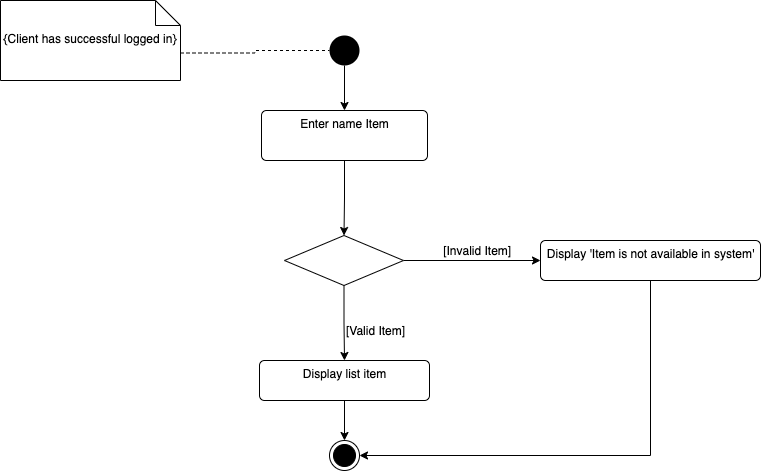 {Client has successful logged in}
Enter name Item
[Invalid Item]
Display 'Item is not available in system'
[Valid Item]
Display list item